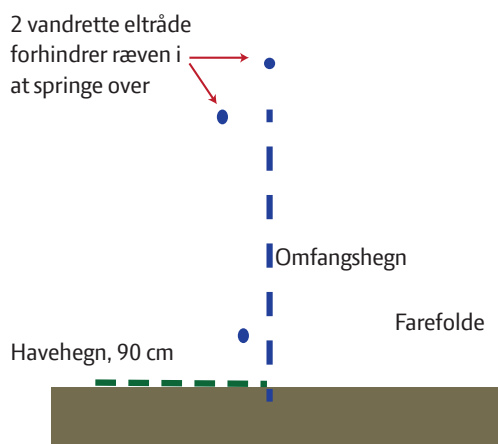 2 vandrette eltråde
forhindrer ræven i
at springe over
Omfangshegn
Farefolde
Havehegn, 90 cm